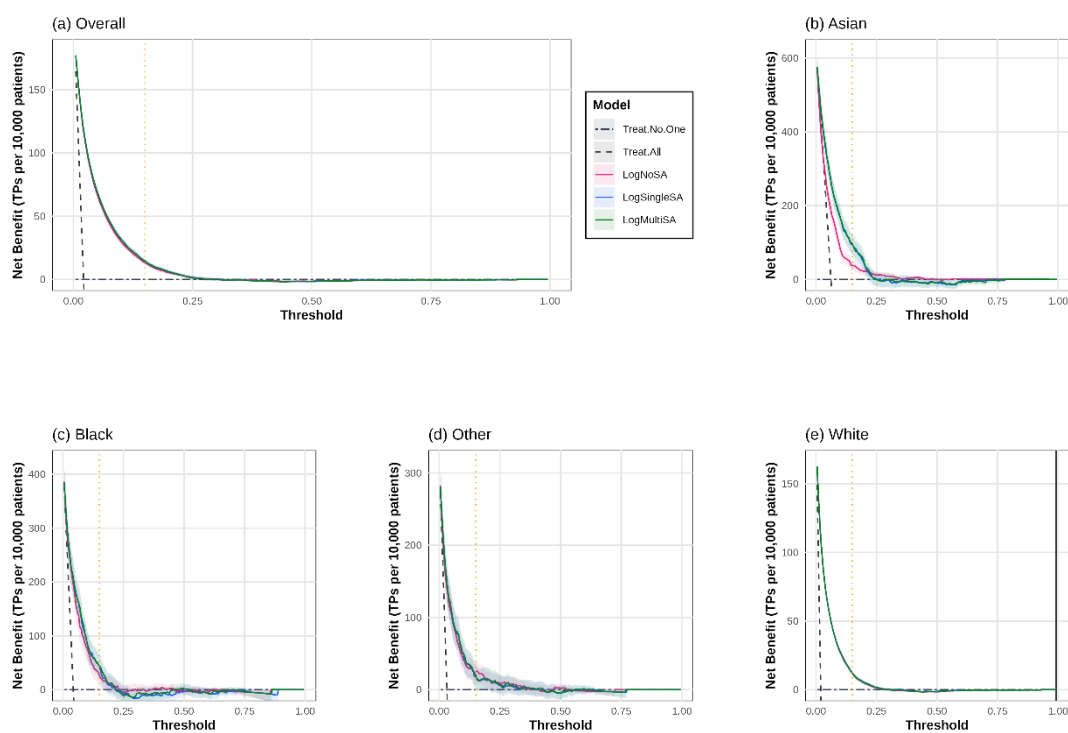 (a) Overall
Net Benefit (TPs per 10,000 patients)
150
100
50
0
0.00
0.25
0.50
0.75
1.00
Threshold
Model
Treat.No.One
Treat.All
LogNoSA
LogSingleSA
LogMultiSA
(b) Asian
Net Benefit (TPs per 10,000 patients)
600
400
200
0
0.00
0.25
0.50
0.75
1.00
Threshold
(c) Black
Net Benefit (TPs per 10,000 patients)
400
300
200
100
0
0.00
0.25
0.50
0.75
1.00
Threshold
(d) Other
Net Benefit (TPs per 10,000 patients)
300
200
100
0
0.00
0.25
0.50
0.75
1.00
Threshold
(e) White
Net Benefit (TPs per 10,000 patients)
150
100
50
0
0.00
0.25
0.50
0.75
1.00
Threshold